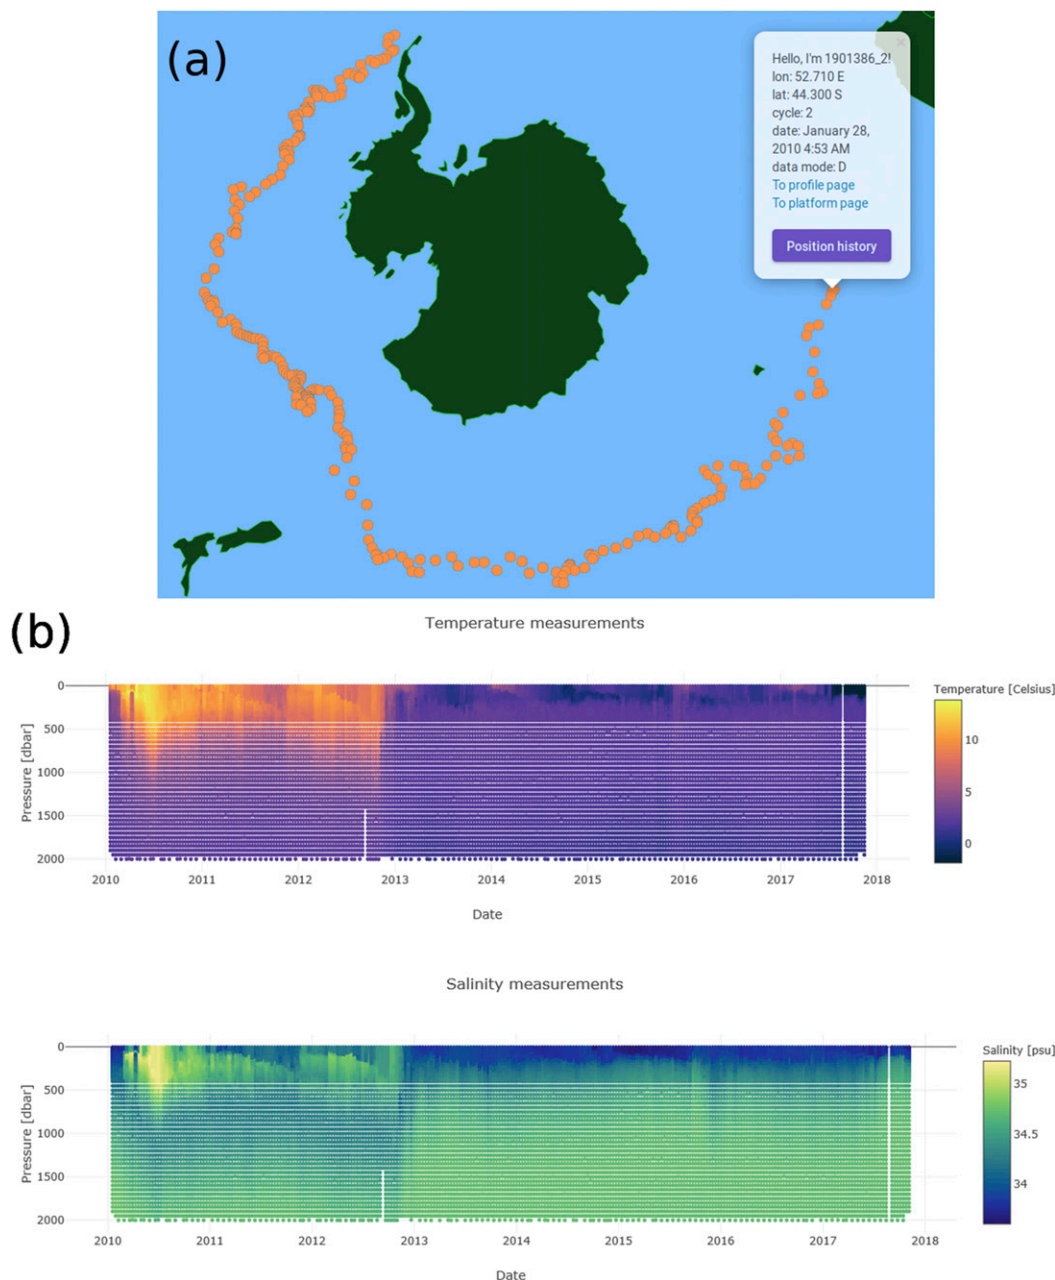 (a)
×
Hello, I'm 1901386_2!
lon: 52.710 E
lat: 44.300 S
cycle: 2
date: January 28,
2010 4:53 AM
data mode: D
To profile page
To platform page
Position history
(b)
Temperature measurements
0
500
1000
1500
2000
Pressure [dbar]
2010 2011 2012 2013 2014 2015 2016 2017 2018
Date
Temperature [Celsius]
10
5
0
Salinity measurements
0
500
1000
1500
2000
Pressure [dbar]
2010 2011 2012 2013 2014 2015 2016 2017 2018
Date
Salinity [psu]
35
34.5
34